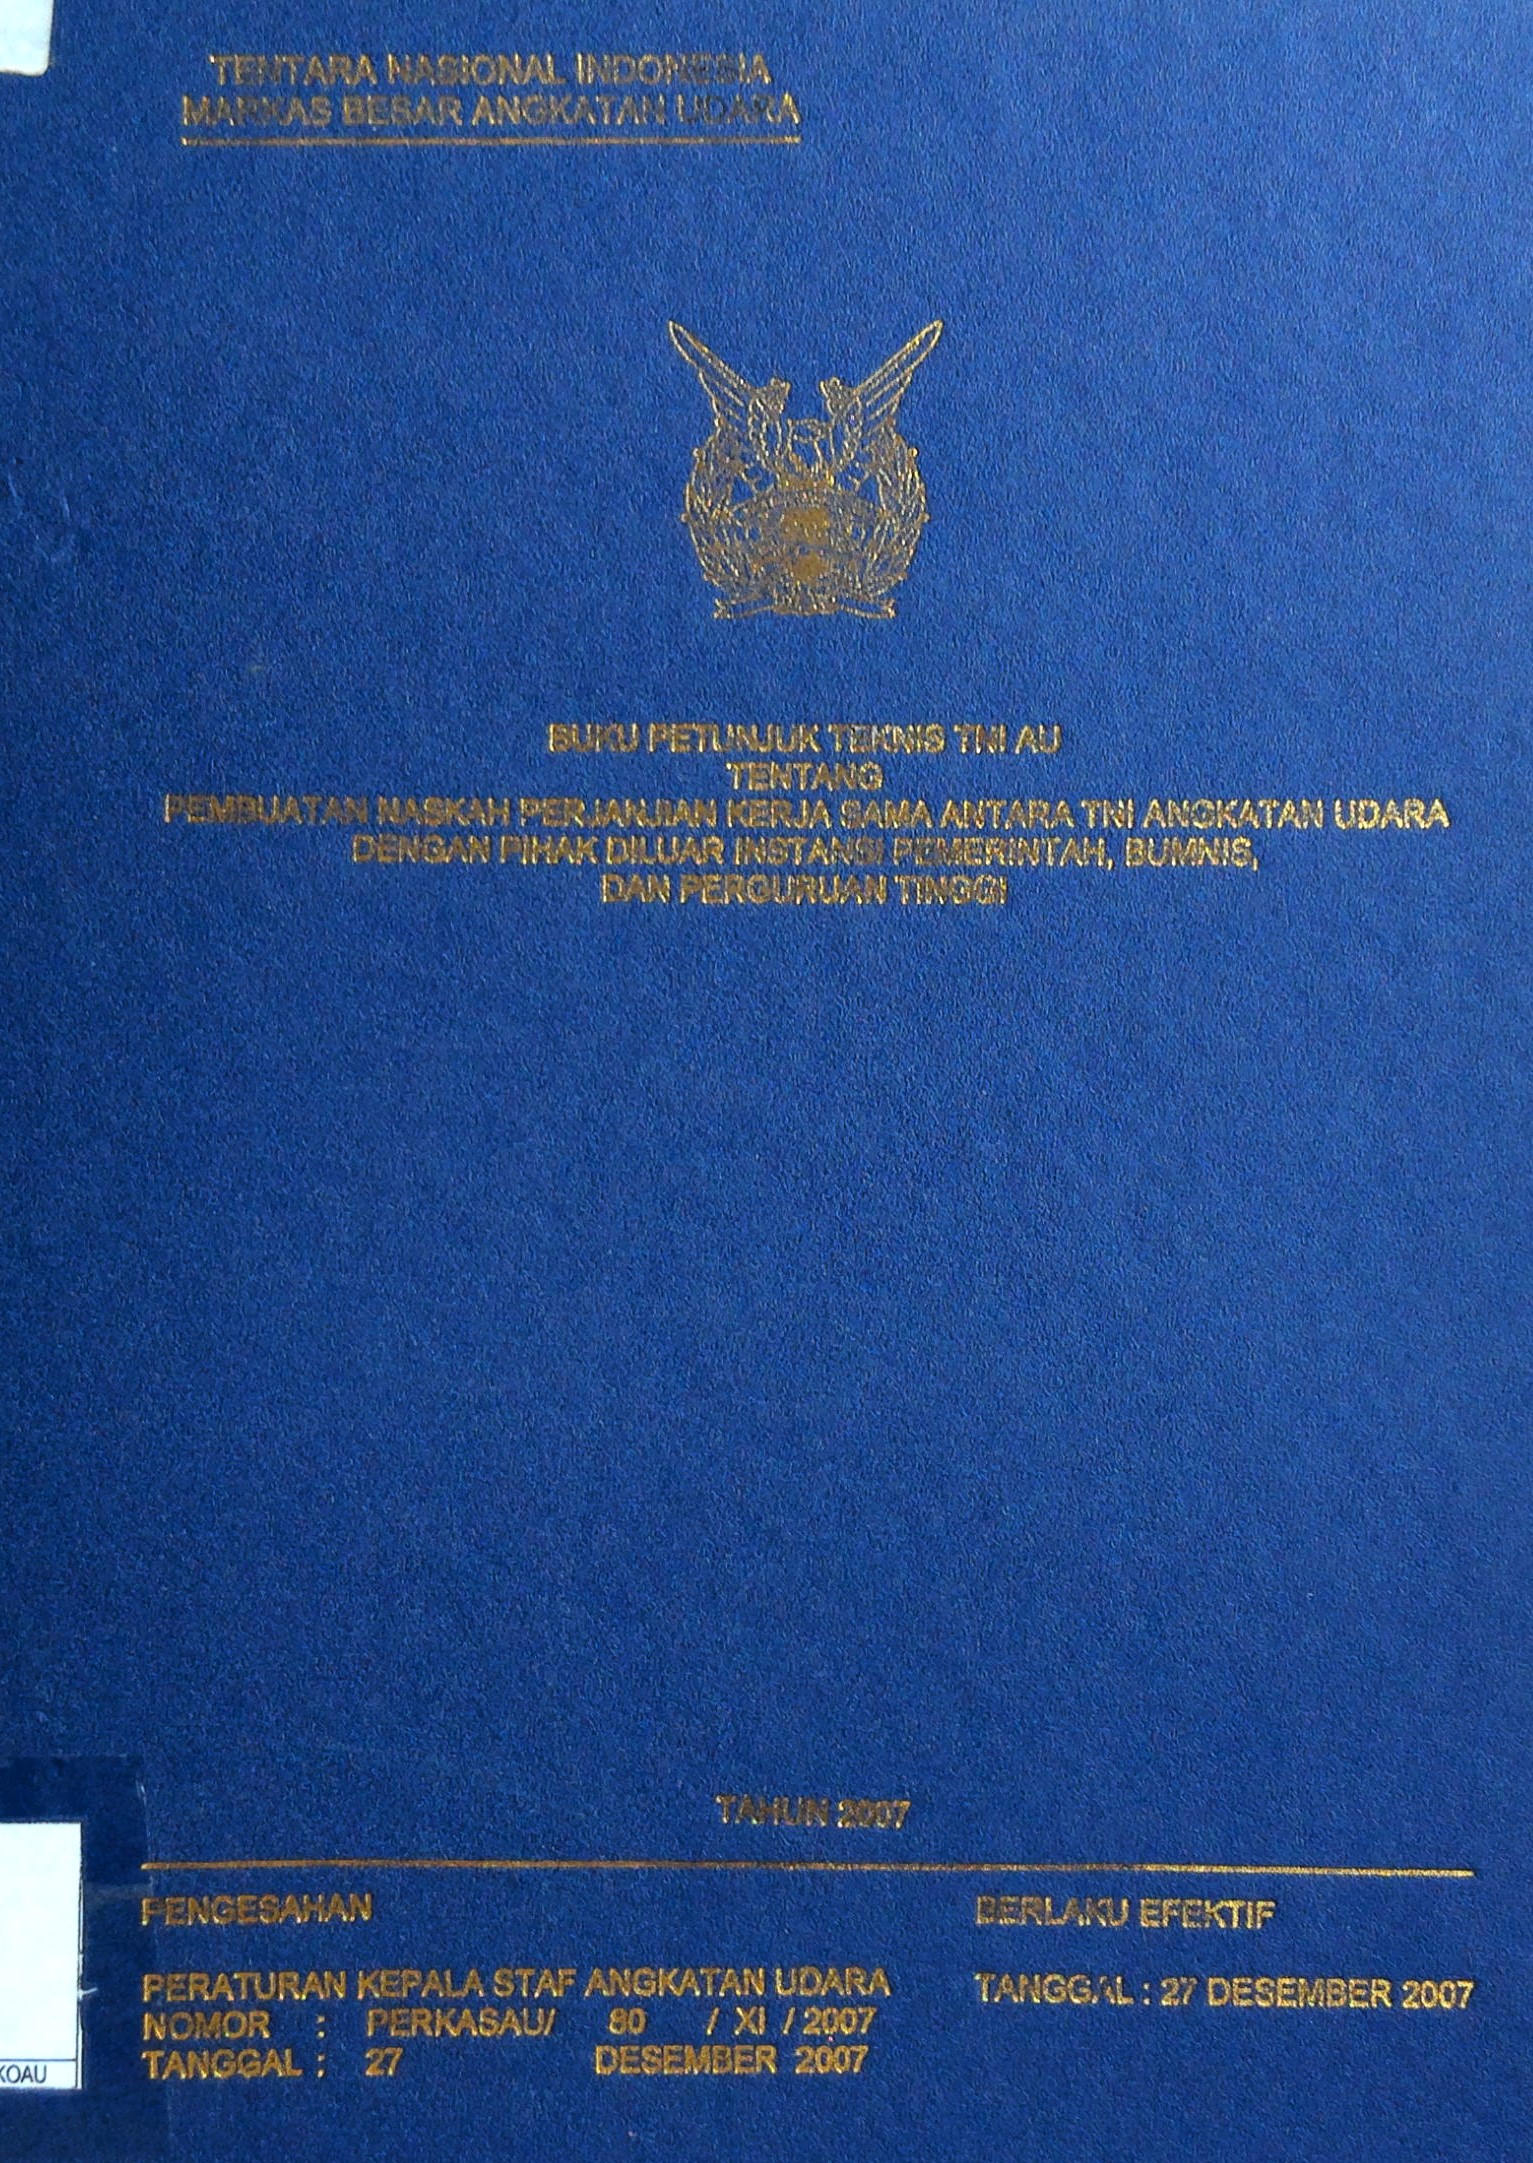 TENTARA NASIONAL INDONESIA
MARKAS BESAR ANGKATAN UDARA
BUKU PETUNJUK TEKNIS TNI AU
TENTANG
PEMBUATAN NASKAH PERJANJIAN KERJA SAMA ANTARA TNI ANGKATAN UDARA
DENGAN PIHAK DILUAR INSTANSI PEMERINTAH, BUMNIS,
DAN PERGURUAN TINGGI
TAHUN 2007
PENGESAHAN
PERATURAN KEPALA STAF ANGKATAN UDARA
NOMOR : PERKASAU/ 80 / XI / 2007
TANGGAL : 27 DESEMBER 2007
BERLAKU EFEKTIF
TANGGAL : 27 DESEMBER 2007
KOAU